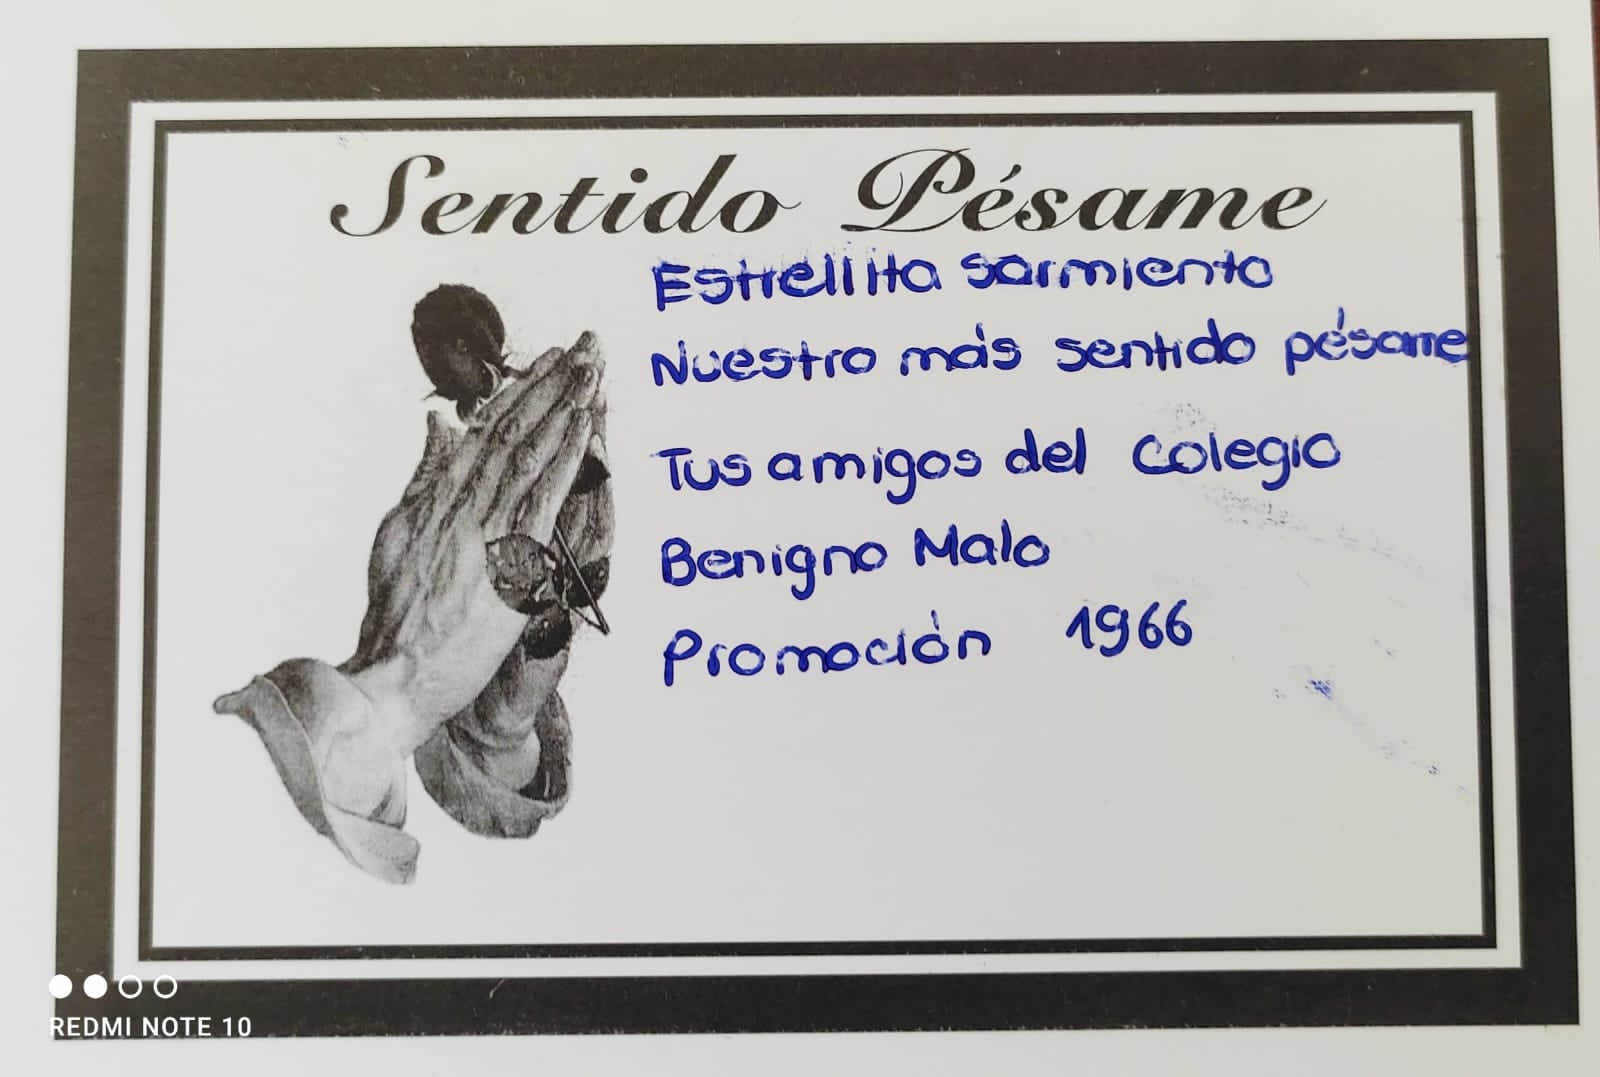 Sentido Pésame
Estrellita Sarmiento
Nuestro más sentido pésame
Tus amigos del Colegio
Benigno Malo
Promoción 1966
REDMI NOTE 10